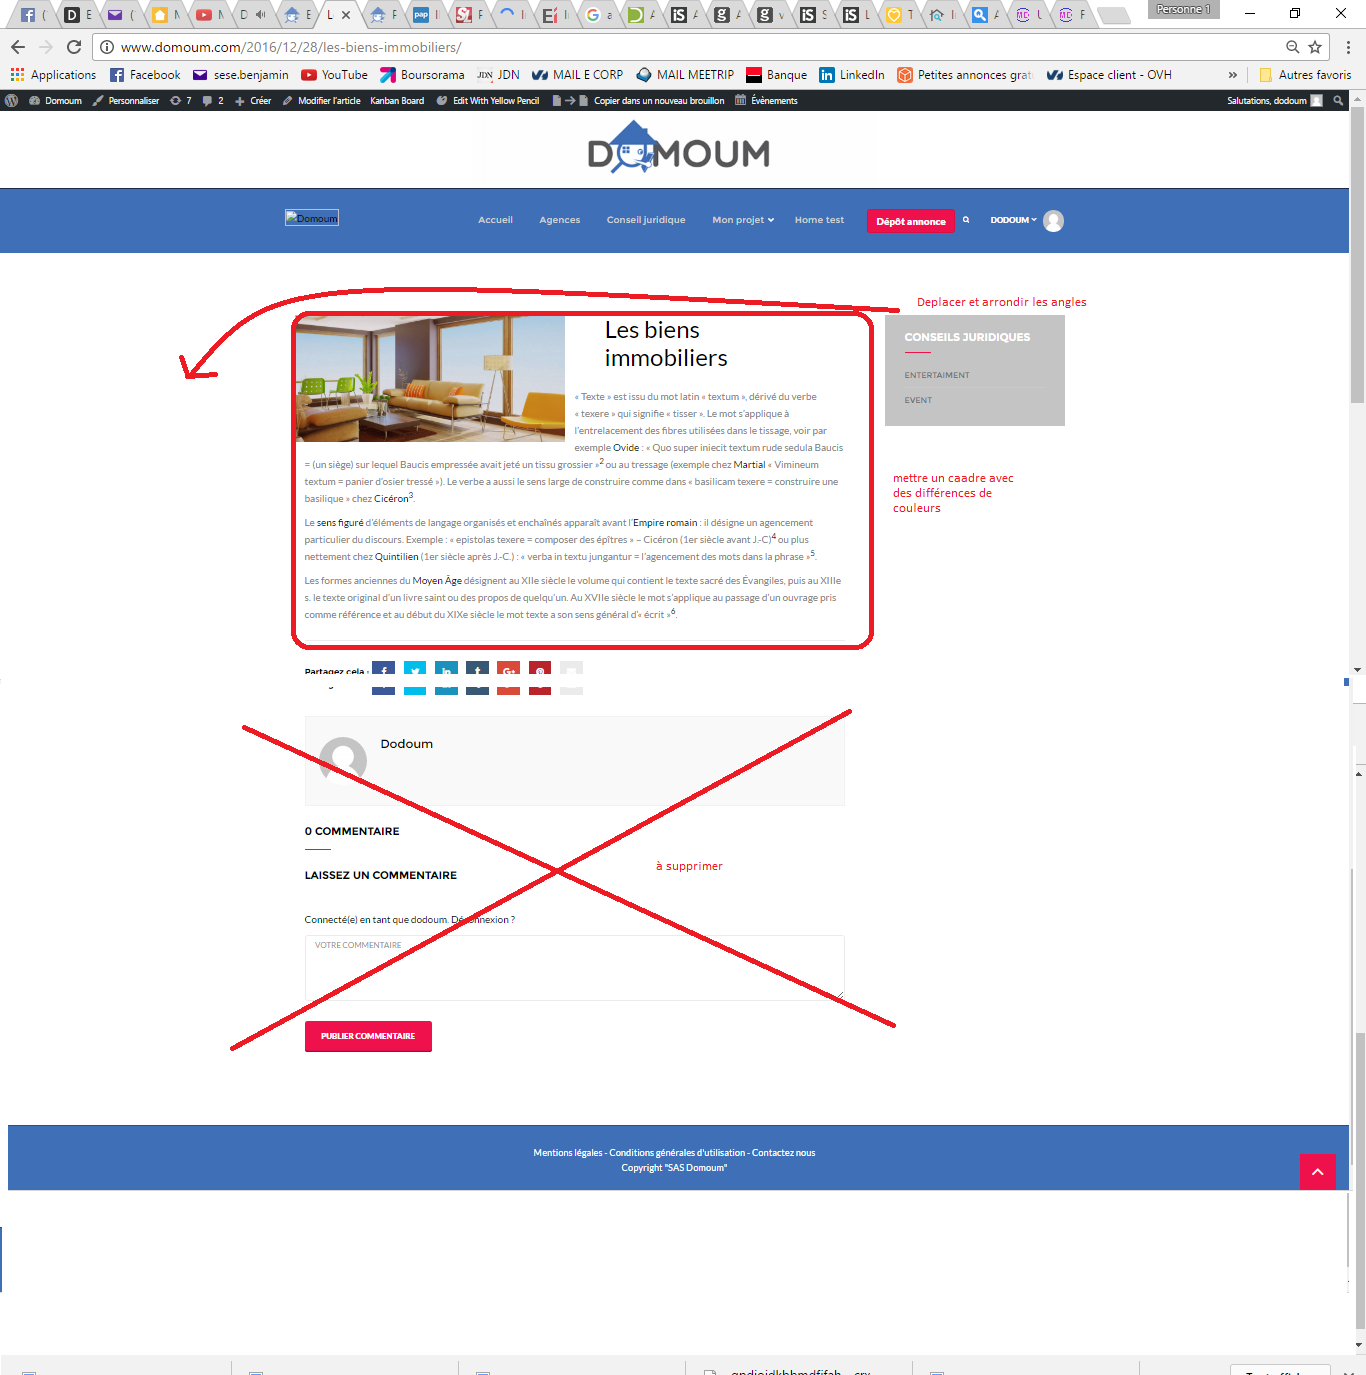 Personne 1
www.domoum.com/2016/12/28/les-biens-immobiliers/
Applications Facebook sese.benjamin YouTube Boursorama JDN MAIL E CORP MAIL MEETRIP Banque LinkedIn Petites annonces grat Espace client - OVH » Autres favoris
Domoum Personnaliser 7 2 Créer Modifier l'article Kanban Board Edit With Yellow Pencil Copier dans un nouveau brouillon Évènements Salutations, dodoum
DOMOUM
Domoum Accueil Agences Conseil juridique Mon projet Home test Dépôt annonce DODOUM
Deplacer et arrondir les angles
Les biens
immobiliers
CONSEILS JURIDIQUES
ENTERTAIMENT
EVENT
« Texte » est issu du mot latin « textum », dérivé du verbe
« texere » qui signifie « tisser ». Le mot s'applique à
l'entrelacement des fibres utilisées dans le tissage, voir par
exemple Ovide : « Quo super iniecit textum rude sedula Baucis
= (un siège) sur lequel Baucis empressée avait jeté un tissu grossier »2 ou au tressage (exemple chez Martial « Vimineum
textum = panier d'osier tressé »). Le verbe a aussi le sens large de construire comme dans « basilicam texere = construire une
basilique » chez Cicéron3.
mettre un caadre avec
des différences de
couleurs
Le sens figuré d'éléments de langage organisés et enchaînés apparaît avant l'Empire romain : il désigne un agencement
particulier du discours. Exemple : « epistolas texere = composer des épîtres » – Cicéron (1er siècle avant J.-C)4 ou plus
nettement chez Quintilien (1er siècle après J.-C.) : « verba in textu jungantur = l'agencement des mots dans la phrase »5.
Les formes anciennes du Moyen Âge désignent au XIIe siècle le volume qui contient le texte sacré des Évangiles, puis au XIIIe
s. le texte original d'un livre saint ou des propos de quelqu'un. Au XVIIe siècle le mot s'applique au passage d'un ouvrage pris
comme référence et au début du XIXe siècle le mot texte a son sens général d'« écrit »6.
Partagez cela :
Dodoum
0 COMMENTAIRE
à supprimer
LAISSEZ UN COMMENTAIRE
Connecté(e) en tant que dodoum. Déconnexion ?
VOTRE COMMENTAIRE
PUBLIER COMMENTAIRE
Mentions légales - Conditions générales d'utilisation - Contactez nous
Copyright "SAS Domoum"